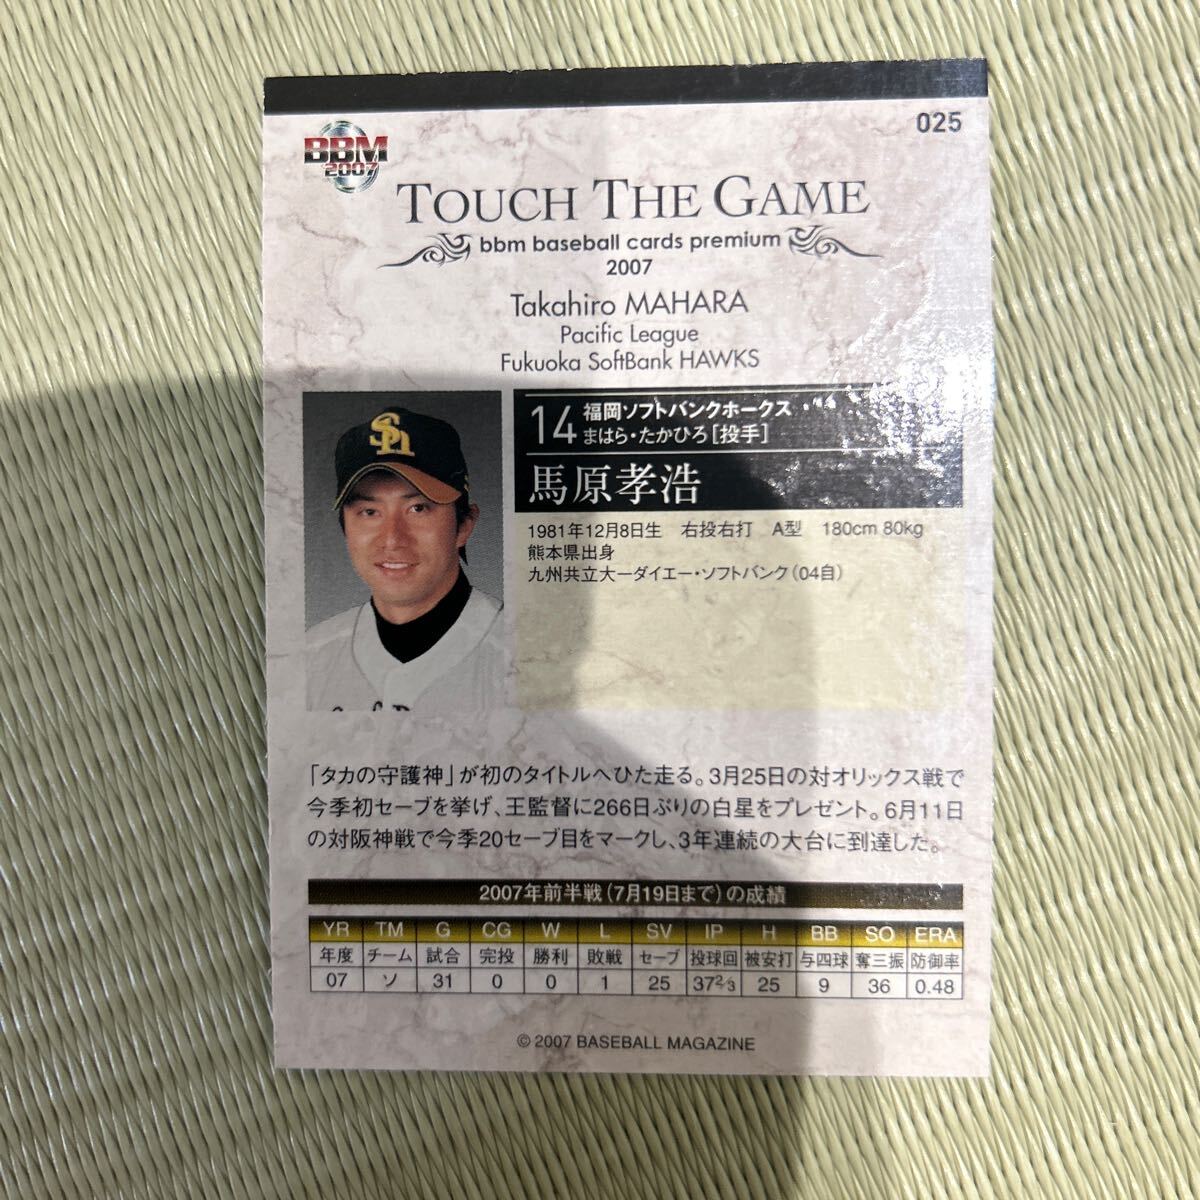 025
BBM
2007
TOUCH THE GAME
bbm baseball cards premium
2007
Takahiro MAHARA
Pacific League
Fukuoka SoftBank HAWKS
14 福岡ソフトバンクホークス
まはら・たかひろ[投手]
馬原孝浩
1981年12月8日生 右投右打 A型 180cm 80kg
熊本県出身
九州共立大ーダイエー・ソフトバンク(04自)
「タカの守護神」が初のタイトルへひた走る。3月25日の対オリックス戦で
今季初セーブを挙げ、王監督に266日ぶりの白星をプレゼント。6月11日
の対阪神戦で今季20セーブ目をマークし、3年連続の大台に到達した。
2007年前半戦(7月19日まで)の成績
YR TM G CG W L SV IP H BB SO ERA
年度 チーム 試合 完投 勝利 敗戦 セーブ 投球回 被安打 与四球 奪三振 防御率
07 ソ 31 0 0 1 25 37 2/3 25 9 36 0.48
© 2007 BASEBALL MAGAZINE